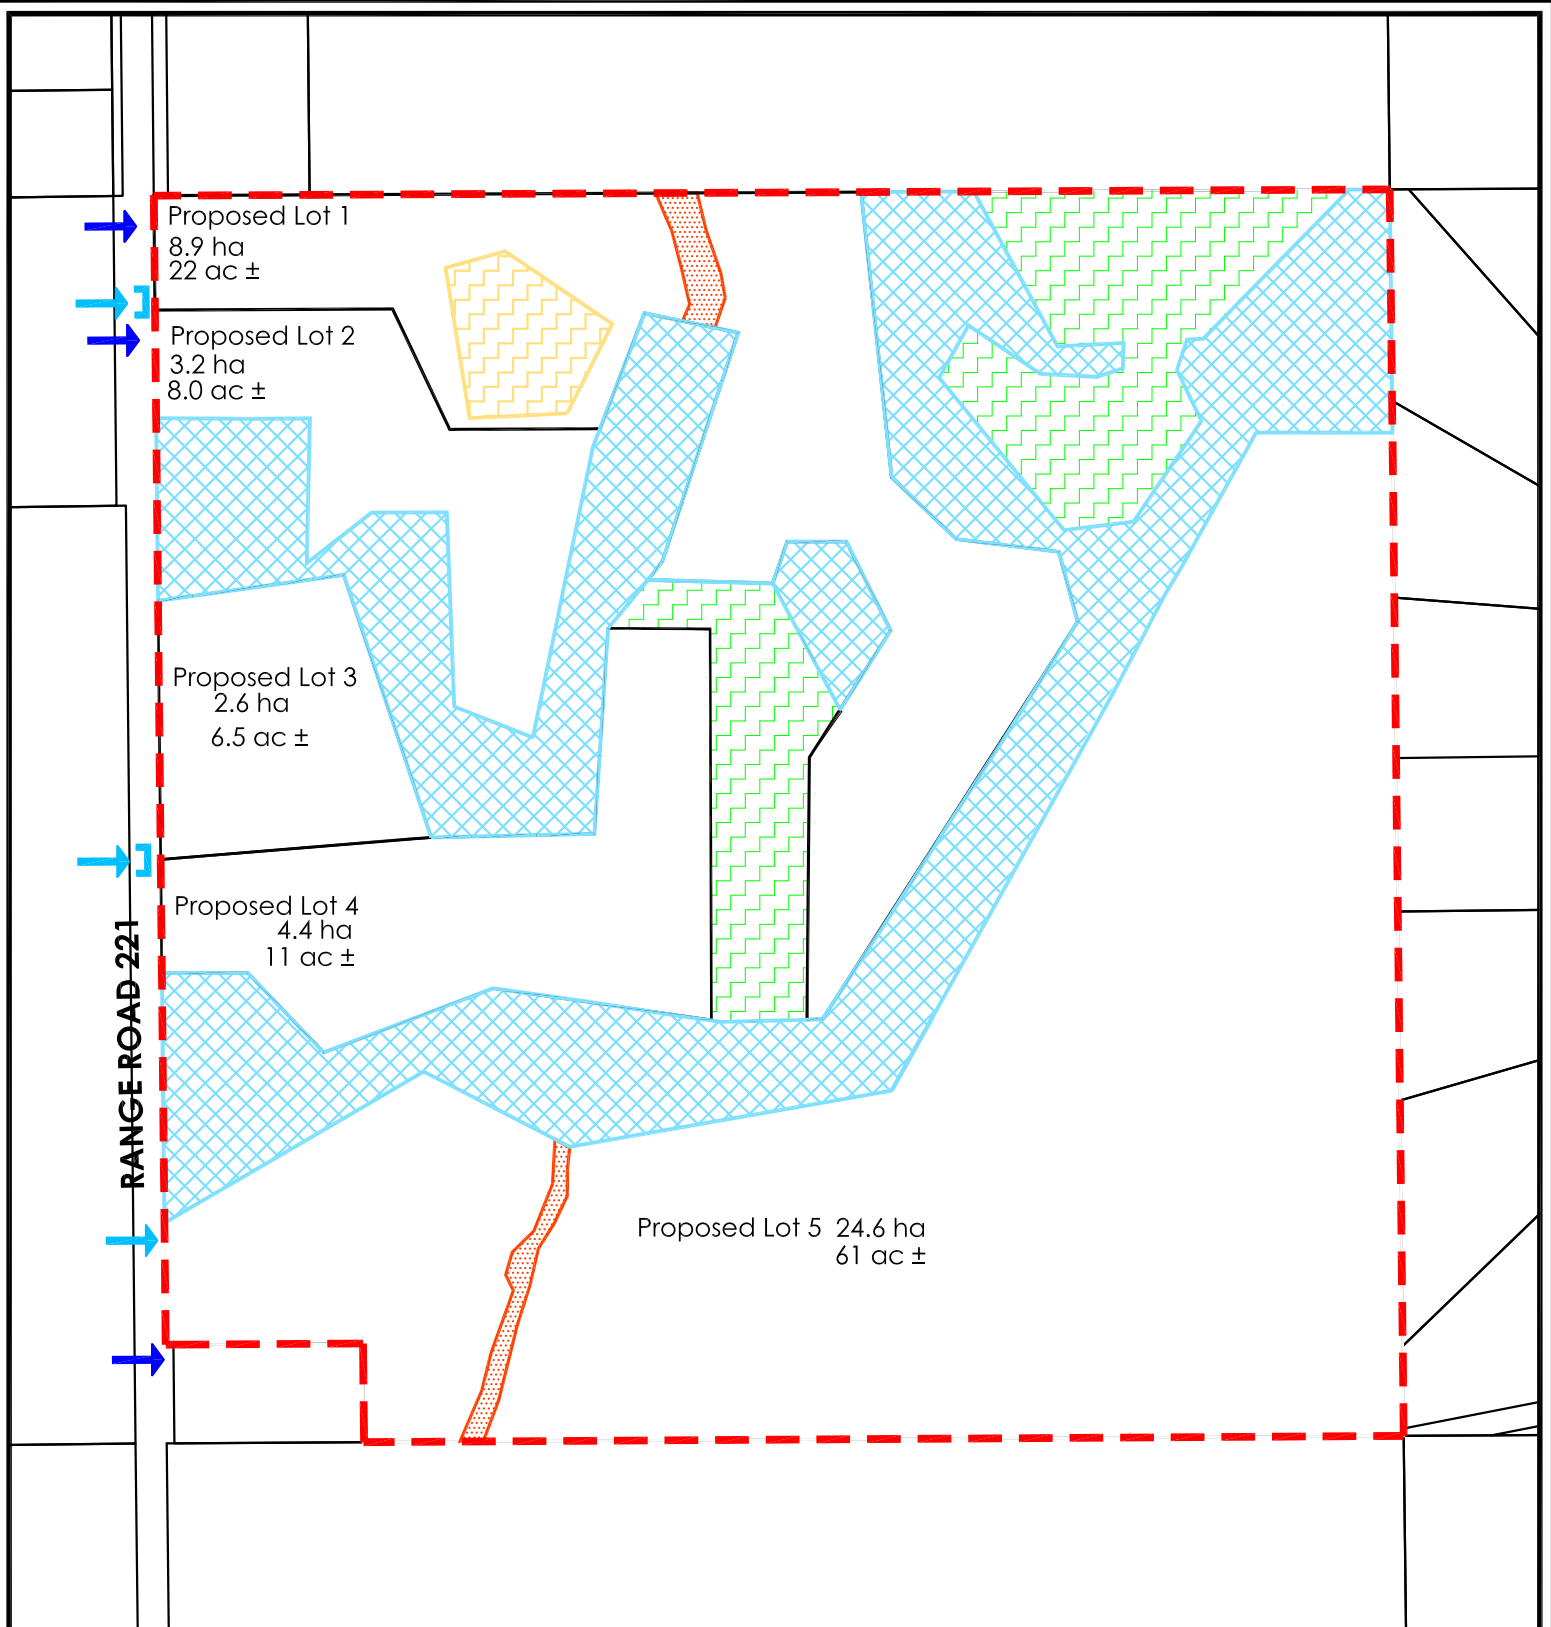 Proposed Lot 1
8.9 ha
22 ac ±
Proposed Lot 2
3.2 ha
8.0 ac ±
Proposed Lot 3
2.6 ha
6.5 ac ±
Proposed Lot 4
4.4 ha
11 ac ±
RANGE ROAD 221
Proposed Lot 5 24.6 ha
61 ac ±